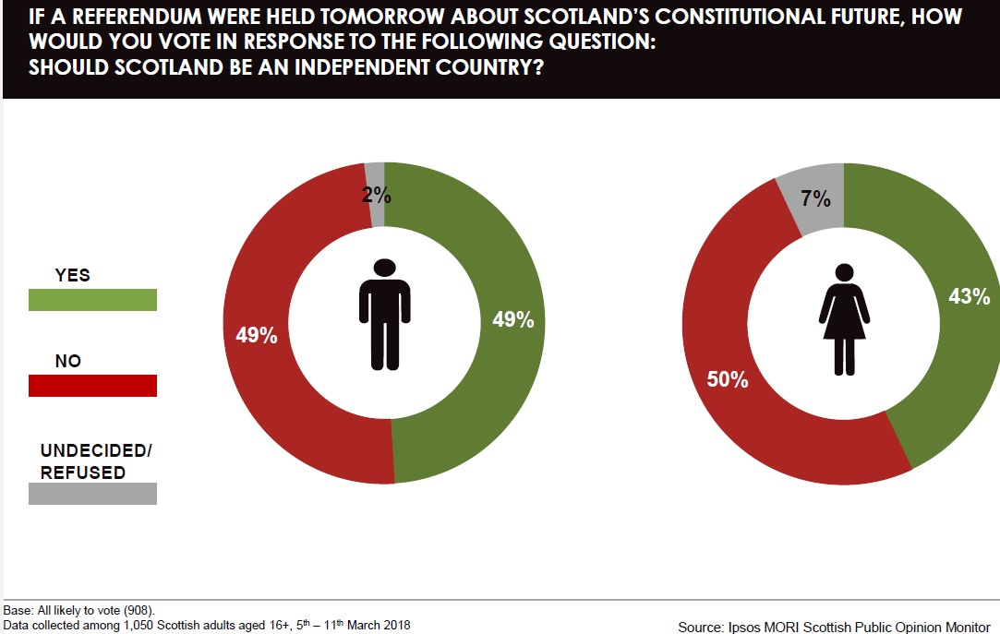 IF A REFERENDUM WERE HELD TOMORROW ABOUT SCOTLAND'S CONSTITUTIONAL FUTURE, HOW
WOULD YOU VOTE IN RESPONSE TO THE FOLLOWING QUESTION:
SHOULD SCOTLAND BE AN INDEPENDENT COUNTRY?
YES
NO
UNDECIDED/
REFUSED
2%
49%
49%
7%
43%
50%
Base: All likely to vote (908).
Data collected among 1,050 Scottish adults aged 16+, 5th – 11th March 2018
Source: Ipsos MORI Scottish Public Opinion Monitor